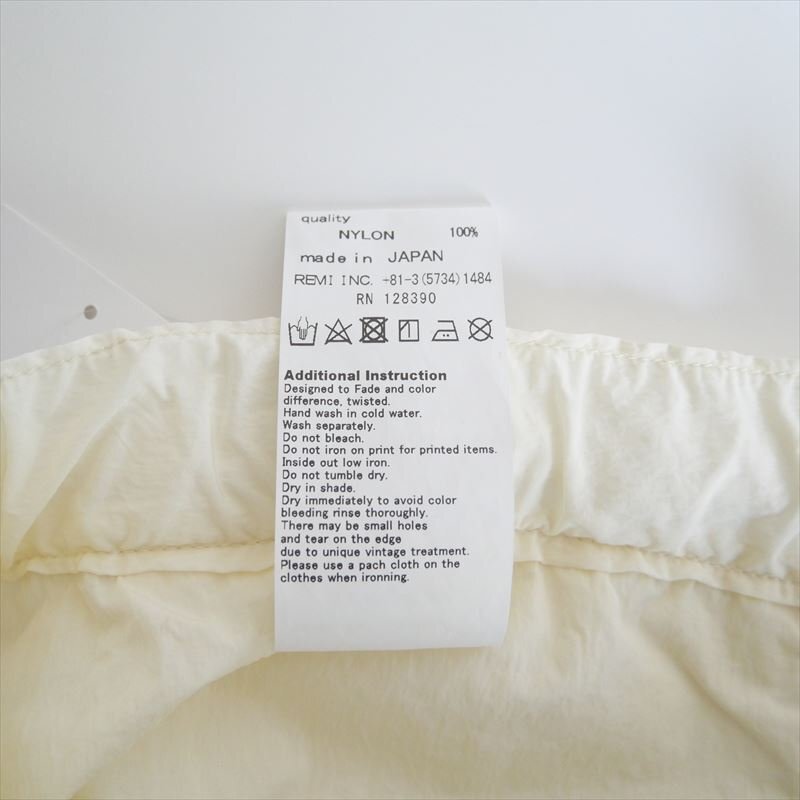 quality
NYLON 100%
made in JAPAN
REMI INC. +81-3(5734)1484
RN 128390
Additional Instruction
Designed to Fade and color
difference, twisted.
Hand wash in cold water.
Wash separately.
Do not bleach.
Do not iron on print for printed items.
Inside out low iron.
Do not tumble dry.
Dry in shade.
Dry immediately to avoid color
bleeding rinse thoroughly.
There may be small holes
and tear on the edge
due to unique vintage treatment.
Please use a pach cloth on the
clothes when ironning.